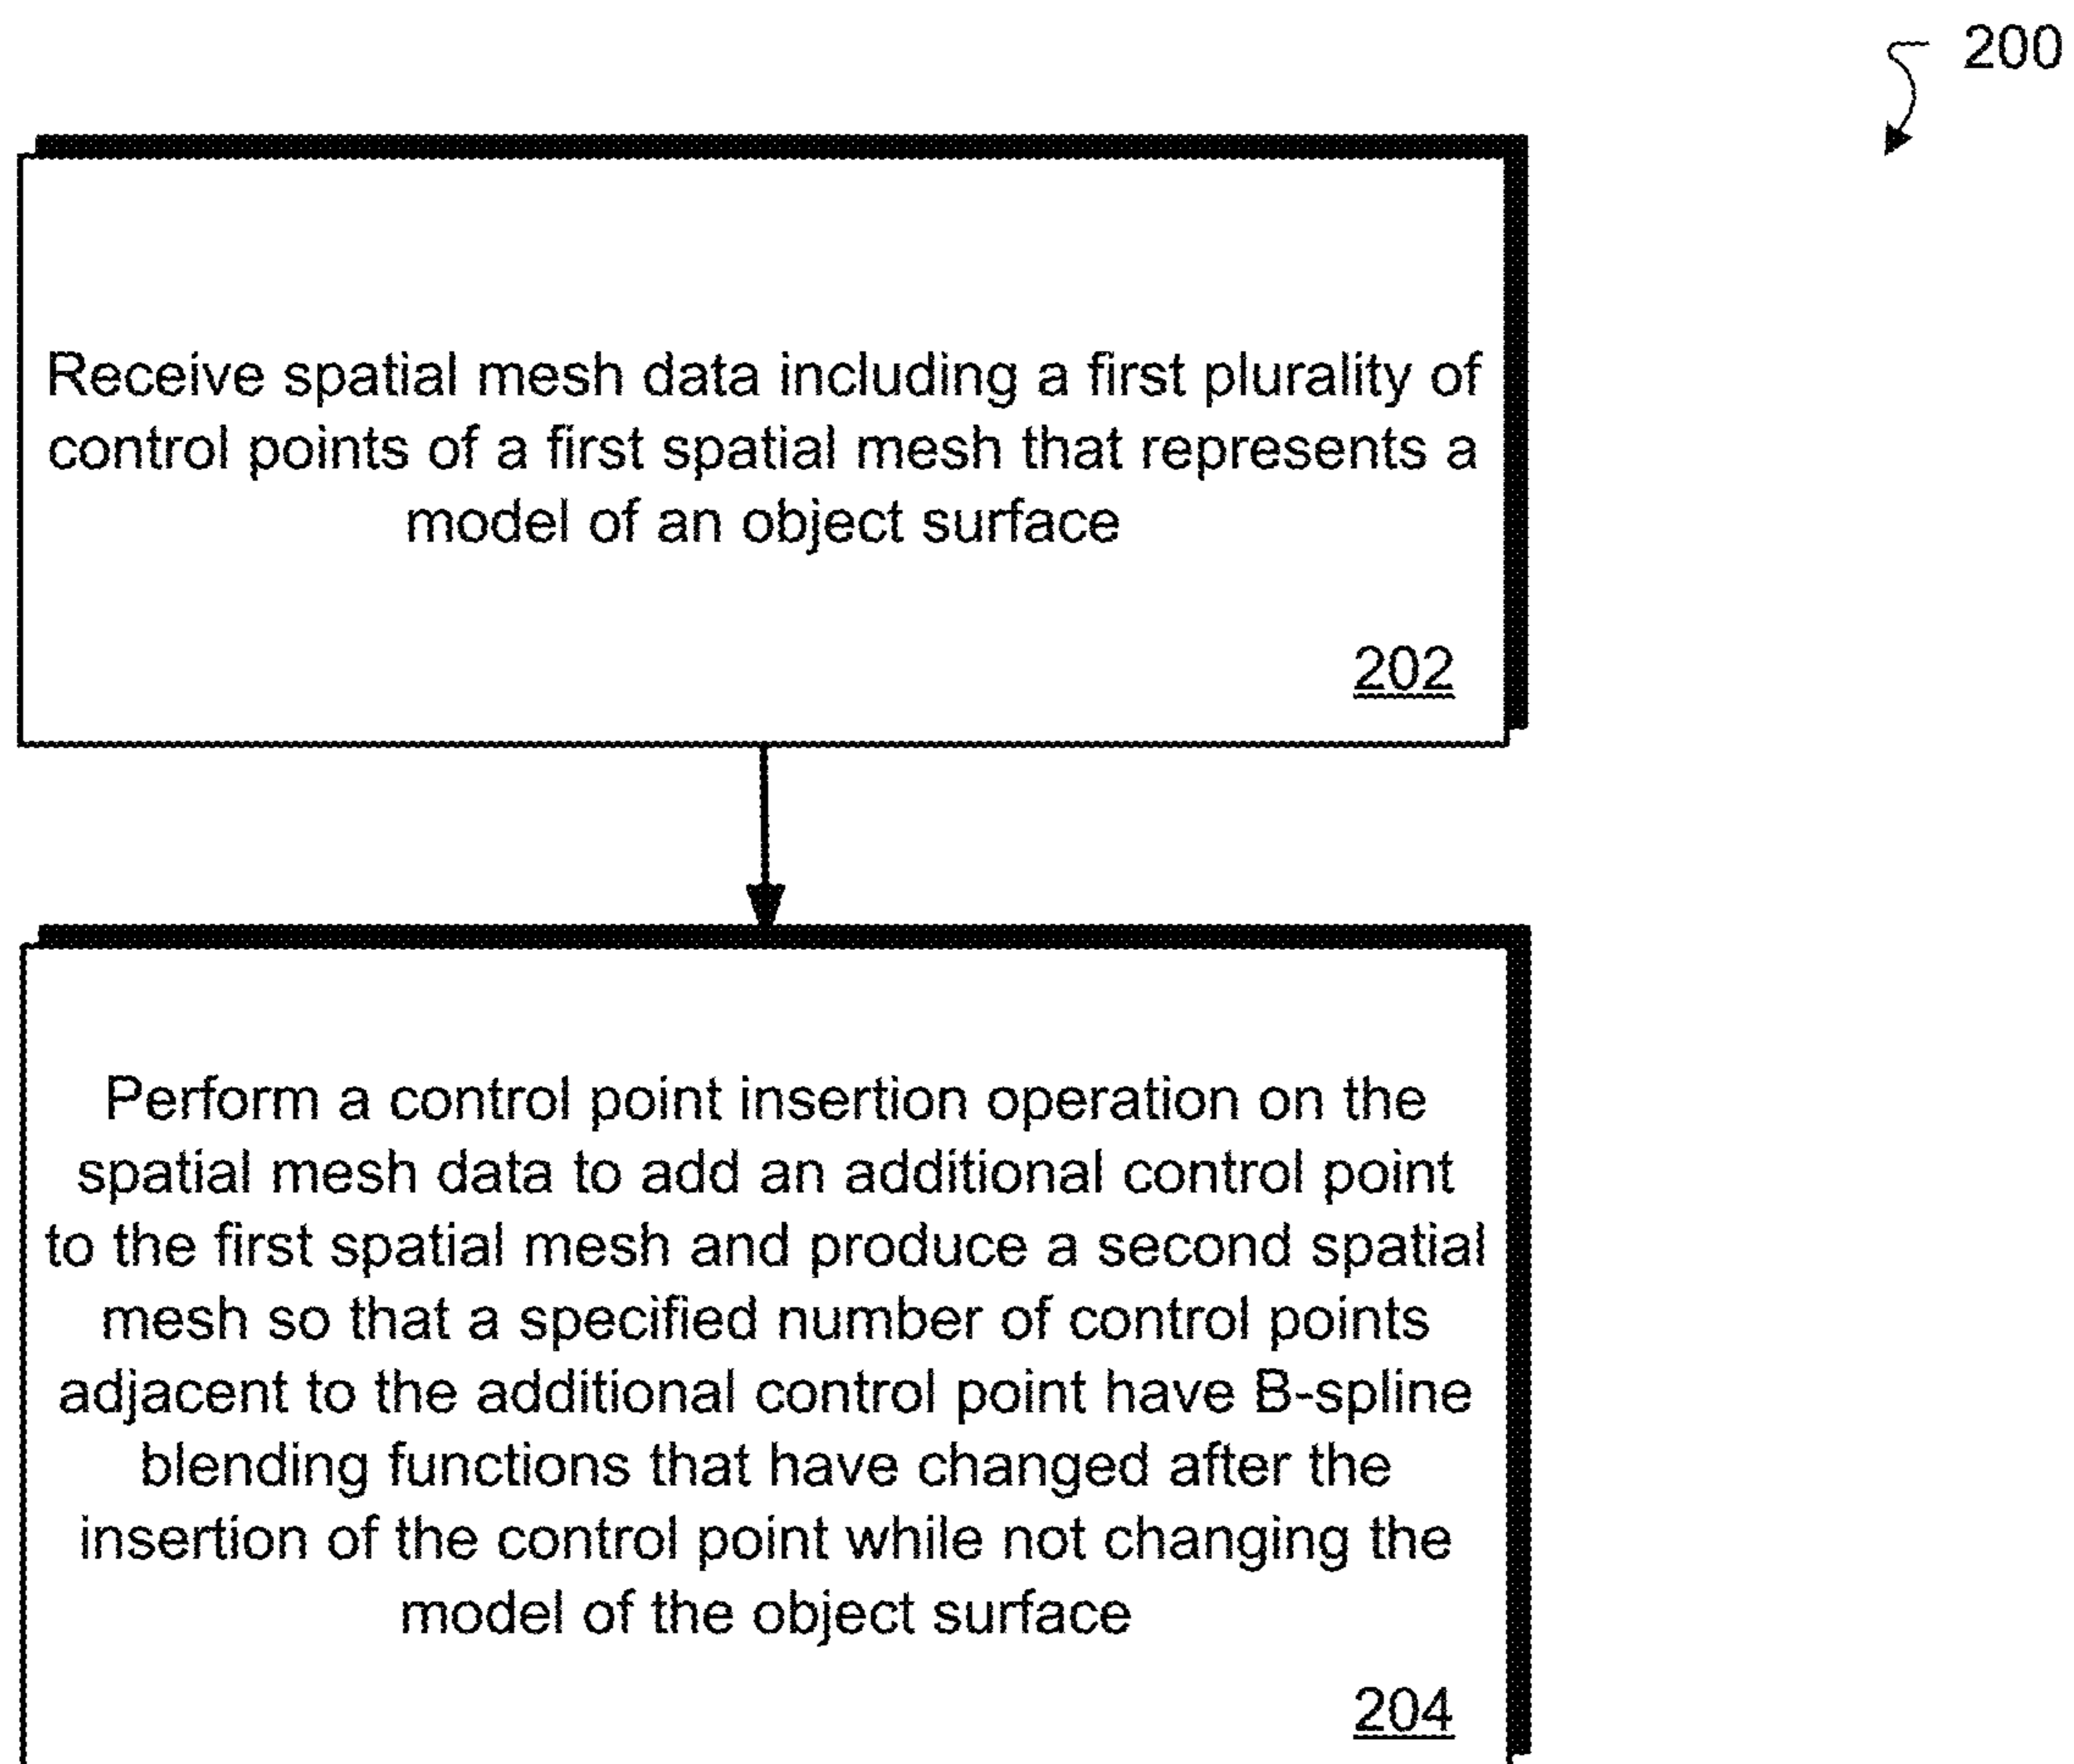 200
Receive spatial mesh data including a first plurality of
control points of a first spatial mesh that represents a
model of an object surface
202
Perform a control point insertion operation on the
spatial mesh data to add an additional control point
to the first spatial mesh and produce a second spatial
mesh so that a specified number of control points
adjacent to the additional control point have B-spline
blending functions that have changed after the
insertion of the control point while not changing the
model of the object surface
204